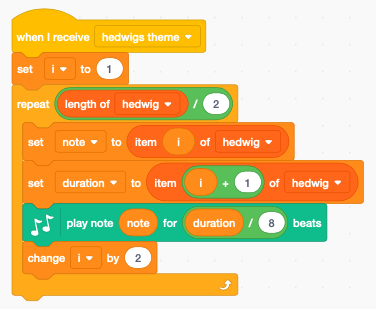 when I receive hedwigs theme
set i to 1
repeat length of hedwig / 2
set note to item i of hedwig
set duration to item i + 1 of hedwig
play note note for duration / 8 beats
change i by 2